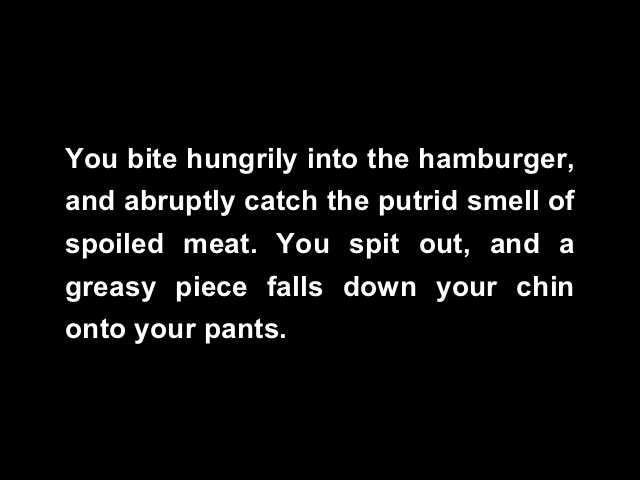 You bite hungrily into the hamburger,
and abruptly catch the putrid smell of
spoiled meat. You spit out, and a
greasy piece falls down your chin
onto your pants.